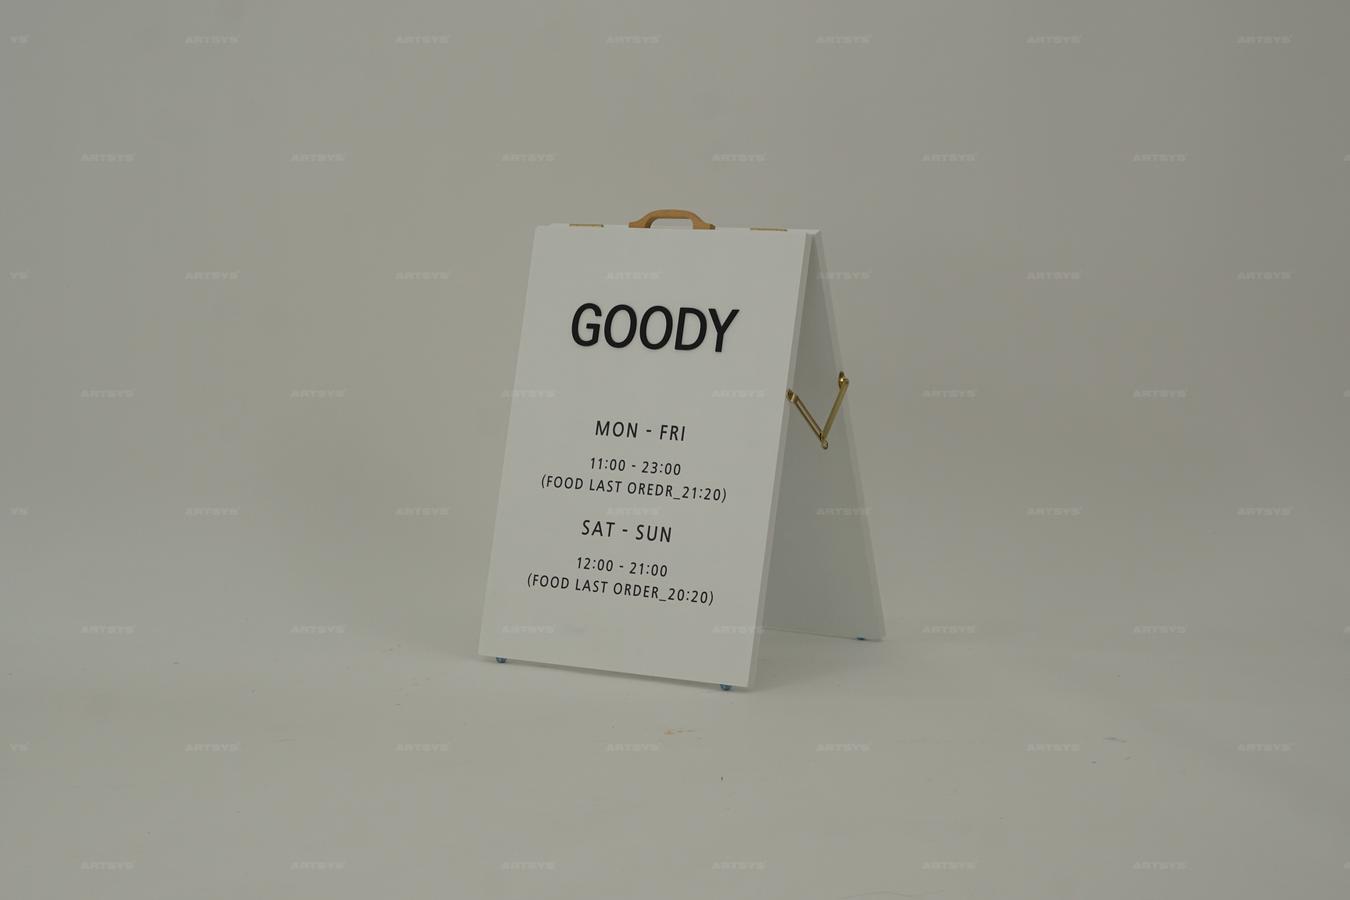 GOODY
MON - FRI
11:00 - 23:00
(FOOD LAST OREDR_21:20)
SAT - SUN
12:00 - 21:00
(FOOD LAST ORDER_20:20)
ARTSYS